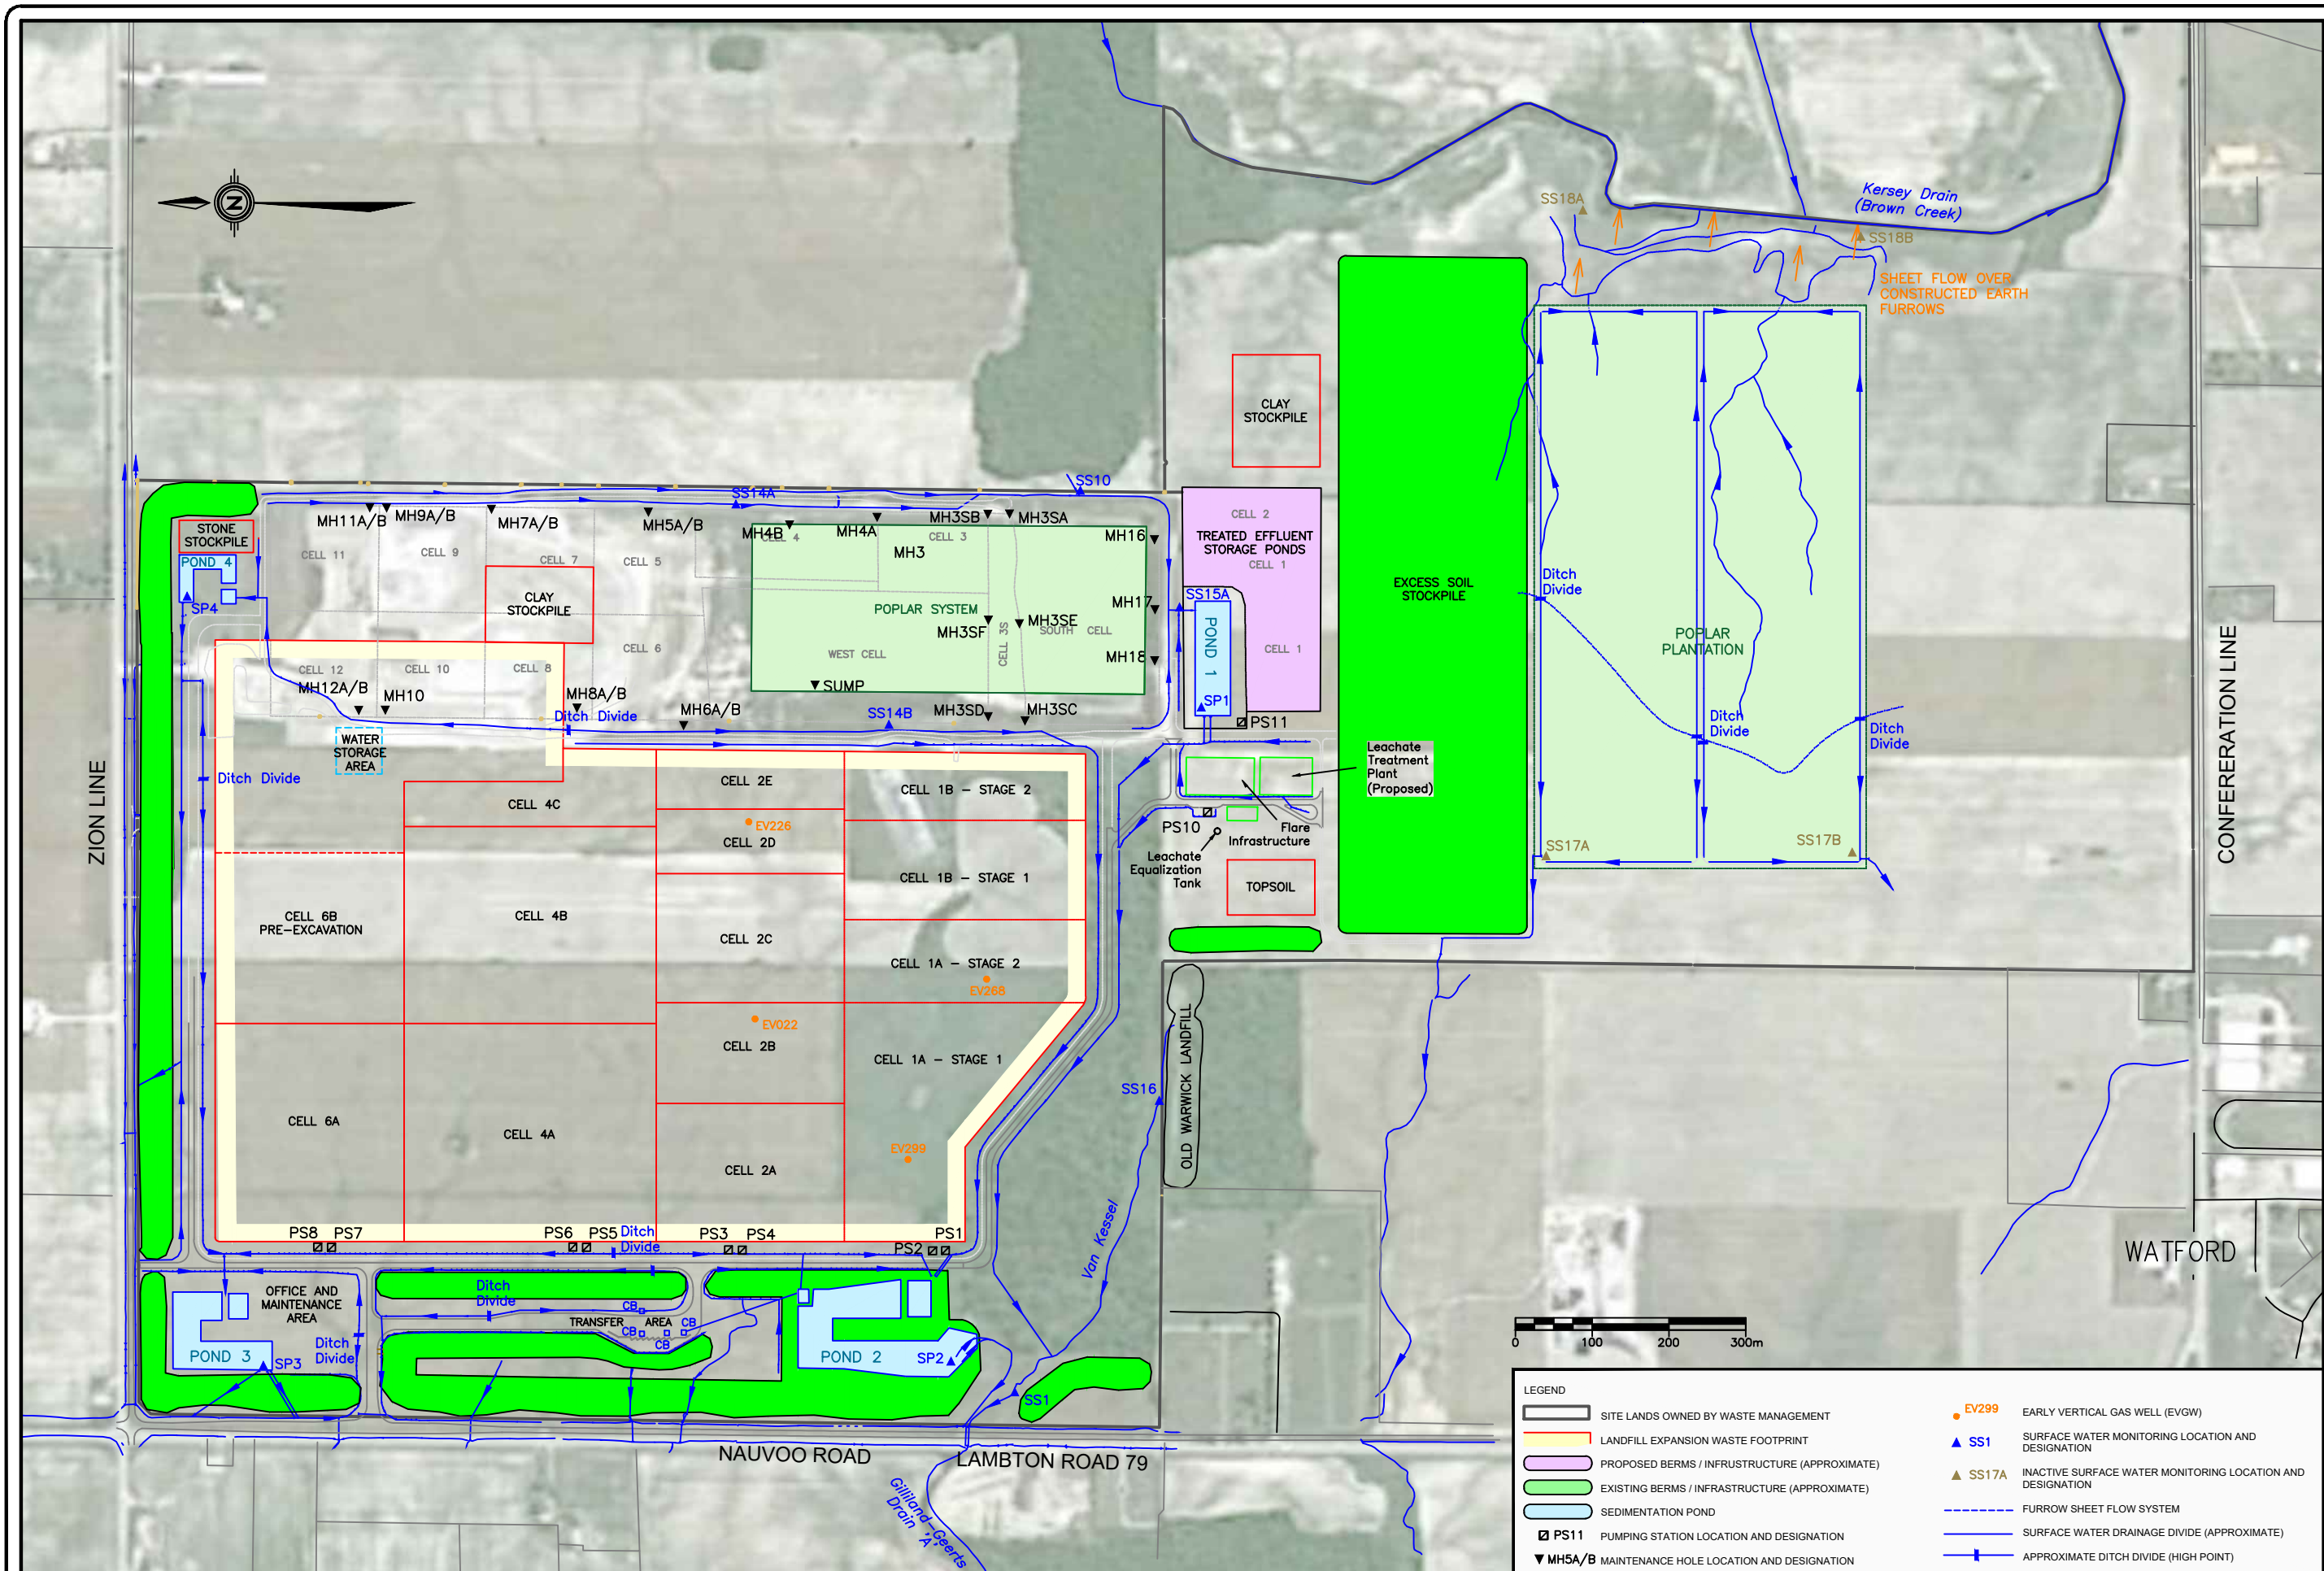 N
Kersey Drain
(Brown Creek)
SS18A
SS18B
SHEET FLOW OVER
CONSTRUCTED EARTH
FURROWS
CLAY
STOCKPILE
SS10
SS14A
STONE
STOCKPILE
MH11A/B
MH9A/B
MH7A/B
MH5A/B
MH4B
MH4A
MH3SB
MH3SA
MH16
CELL 2
TREATED EFFLUENT
STORAGE PONDS
CELL 1
CELL 11
CELL 9
CELL 7
CELL 5
CELL 4
CELL 3
MH3
POND 4
SP4
CLAY
STOCKPILE
EXCESS SOIL
STOCKPILE
Ditch
Divide
POPLAR SYSTEM
MH17
SS15A
MH3SF
MH3SE
CELL 3S
SOUTH CELL
POND 1
CELL 1
POPLAR
PLANTATION
CELL 6
WEST CELL
MH18
CELL 12
CELL 10
CELL 8
MH12A/B
MH10
MH8A/B
SUMP
MH6A/B
SS14B
MH3SD
MH3SC
SP1
PS11
Ditch Divide
Ditch
Divide
Ditch
Divide
WATER
STORAGE
AREA
Ditch Divide
ZION LINE
CONFERERATION LINE
Leachate
Treatment
Plant
(Proposed)
CELL 2E
CELL 1B – STAGE 2
CELL 4C
EV226
CELL 2D
PS10
Flare
Infrastructure
Leachate
Equalization
Tank
SS17A
SS17B
CELL 1B – STAGE 1
TOPSOIL
CELL 6B
PRE–EXCAVATION
CELL 4B
CELL 2C
CELL 1A – STAGE 2
EV268
EV022
CELL 2B
CELL 1A – STAGE 1
OLD WARWICK LANDFILL
SS16
CELL 6A
CELL 4A
CELL 2A
EV299
Van Kessel
WATFORD
PS8
PS7
PS6
PS5
Ditch
Divide
PS3
PS4
PS2
PS1
OFFICE AND
MAINTENANCE
AREA
Ditch
Divide
CB
TRANSFER AREA
CB
CB
CB
Ditch
Divide
POND 3
SP3
POND 2
SP2
SS1
0
100
200
300m
NAUVOO ROAD
LAMBTON ROAD 79
Gilliland–Geerts
Drain 'A'
LEGEND
SITE LANDS OWNED BY WASTE MANAGEMENT
LANDFILL EXPANSION WASTE FOOTPRINT
PROPOSED BERMS / INFRUSTRUCTURE (APPROXIMATE)
EXISTING BERMS / INFRASTRUCTURE (APPROXIMATE)
SEDIMENTATION POND
PS11 PUMPING STATION LOCATION AND DESIGNATION
MH5A/B MAINTENANCE HOLE LOCATION AND DESIGNATION
EV299 EARLY VERTICAL GAS WELL (EVGW)
SS1 SURFACE WATER MONITORING LOCATION AND
DESIGNATION
SS17A INACTIVE SURFACE WATER MONITORING LOCATION AND
DESIGNATION
FURROW SHEET FLOW SYSTEM
SURFACE WATER DRAINAGE DIVIDE (APPROXIMATE)
APPROXIMATE DITCH DIVIDE (HIGH POINT)